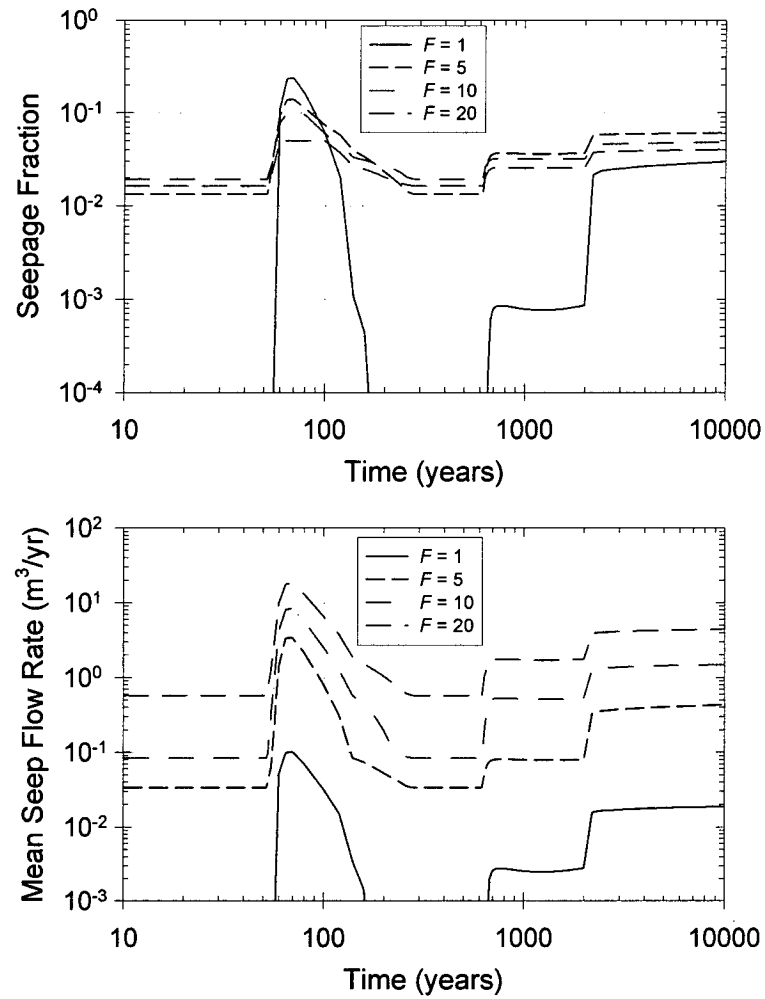 10^0
F = 1
F = 5
F = 10
F = 20
10^-1
Seepage Fraction
10^-2
10^-3
10^-4
10 100 1000 10000
Time (years)
10^2
F = 1
F = 5
F = 10
F = 20
10^1
Mean Seep Flow Rate (m^3/yr)
10^0
10^-1
10^-2
10^-3
10 100 1000 10000
Time (years)